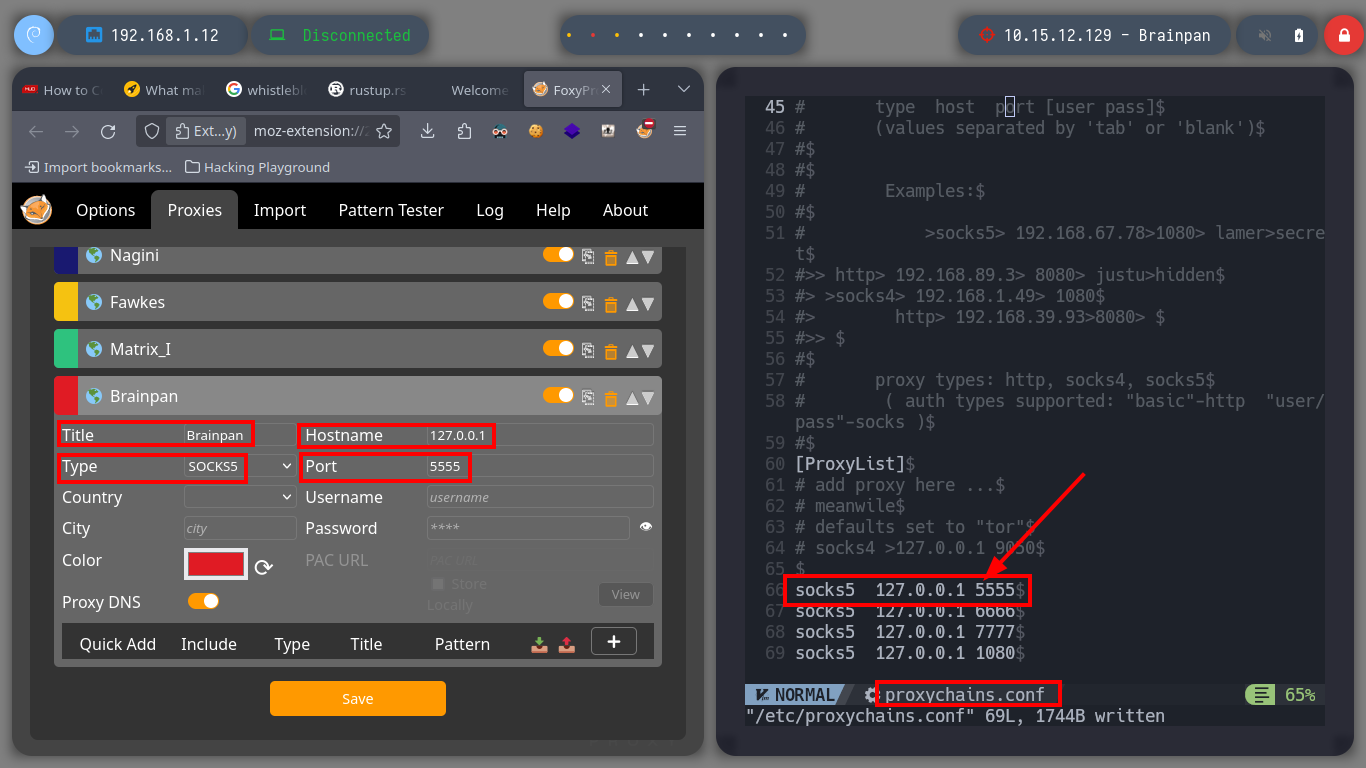 192.168.1.12
Disconnected
10.15.12.129 - Brainpan
How to C
What ma
whistlebl
rustup.rs
Welcome
FoxyPr
Ext...y)
moz-extension://
Import bookmarks...
Hacking Playground
Options
Proxies
Import
Pattern Tester
Log
Help
About
Nagini
Fawkes
Matrix_I
Brainpan
Title Brainpan Hostname 127.0.0.1
Type SOCKS5 Port 5555
Country Username username
City city Password ****
Color PAC URL PAC URL
Store
Locally
View
Proxy DNS
Quick Add Include Type Title Pattern +
Save
45 # type host port [user pass]$
46 # (values separated by 'tab' or 'blank')$
47 #$
48 #$
49 # Examples:$
50 #$
51 # >socks5> 192.168.67.78>1080> lamer>secre
t$
52 #>> http> 192.168.89.3> 8080> justu>hidden$
53 #> >socks4> 192.168.1.49> 1080$
54 #> http> 192.168.39.93>8080> $
55 #>> $
56 #$
57 # proxy types: http, socks4, socks5$
58 # ( auth types supported: "basic"-http "user/
pass"-socks )$
59 #$
60 [ProxyList]$
61 # add proxy here ...$
62 # meanwile$
63 # defaults set to "tor"$
64 # socks4 >127.0.0.1 9050$
65 $
66 socks5 127.0.0.1 5555$
67 socks5 127.0.0.1 6666$
68 socks5 127.0.0.1 7777$
69 socks5 127.0.0.1 1080$
NORMAL proxychains.conf 65%
"/etc/proxychains.conf" 69L, 1744B written